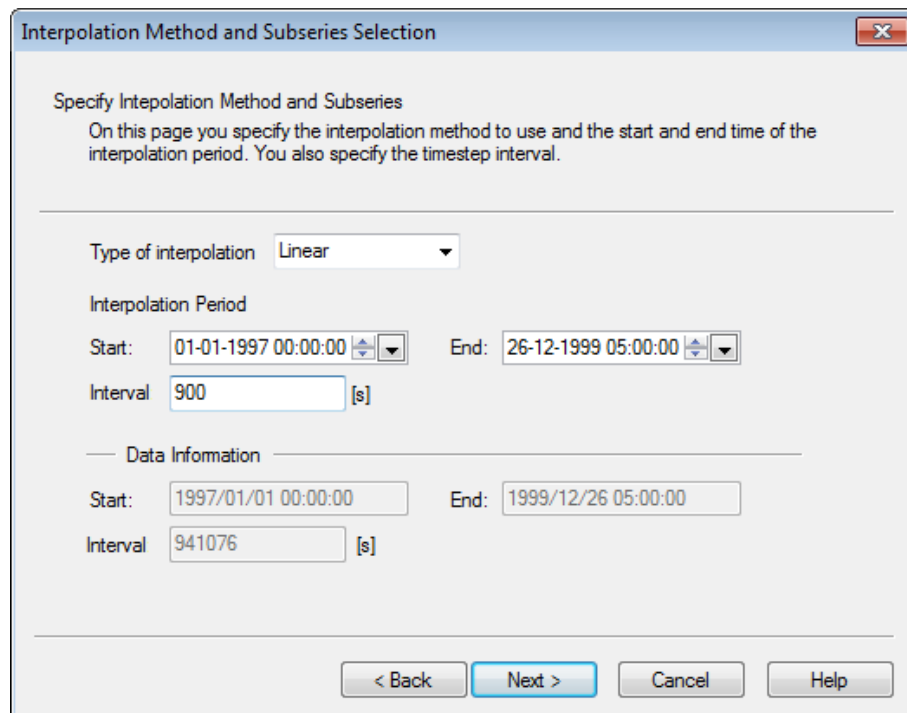 Interpolation Method and Subseries Selection
Specify Intepolation Method and Subseries
On this page you specify the interpolation method to use and the start and end time of the
interpolation period. You also specify the timestep interval.
Type of interpolation Linear
Interpolation Period
Start: 01-01-1997 00:00:00 End: 26-12-1999 05:00:00
Interval 900 [s]
Data Information
Start: 1997/01/01 00:00:00 End: 1999/12/26 05:00:00
Interval 941076 [s]
< Back Next > Cancel Help